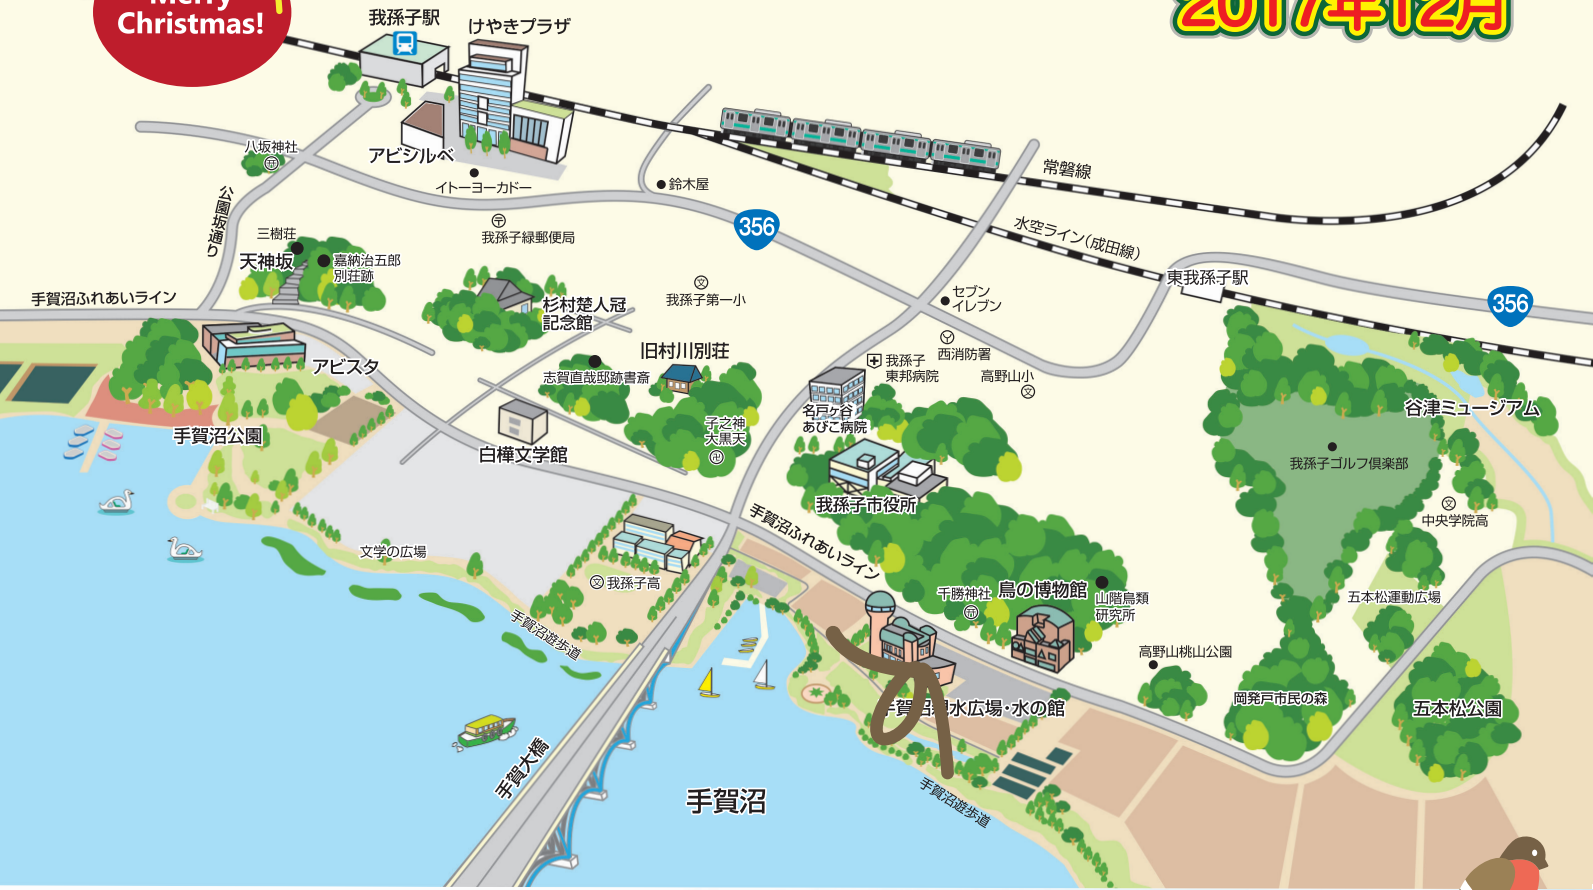 Merry
Christmas!
2017年12月
我孫子駅
けやきプラザ
八坂神社
アビシルベ
イトーヨーカドー
鈴木屋
常磐線
公園坂通り
我孫子緑郵便局
356
水空ライン(成田線)
三樹荘
天神坂
嘉納治五郎
別荘跡
東我孫子駅
手賀沼ふれあいライン
杉村楚人冠
記念館
文
我孫子第一小
セブン
イレブン
356
旧村川別荘
アビスタ
志賀直哉邸跡書斎
我孫子
東邦病院
西消防署
高野山小
文
名戸ヶ谷
あびこ病院
谷津ミュージアム
手賀沼公園
子之神
大黒天
卍
白樺文学館
我孫子ゴルフ倶楽部
我孫子市役所
文
中央学院高
手賀沼ふれあいライン
文学の広場
文 我孫子高
千勝神社
鳥の博物館
山階鳥類
研究所
五本松運動広場
手賀沼遊歩道
高野山桃山公園
岡発戸市民の森
五本松公園
手賀沼親水広場・水の館
手賀大橋
手賀沼
手賀沼遊歩道